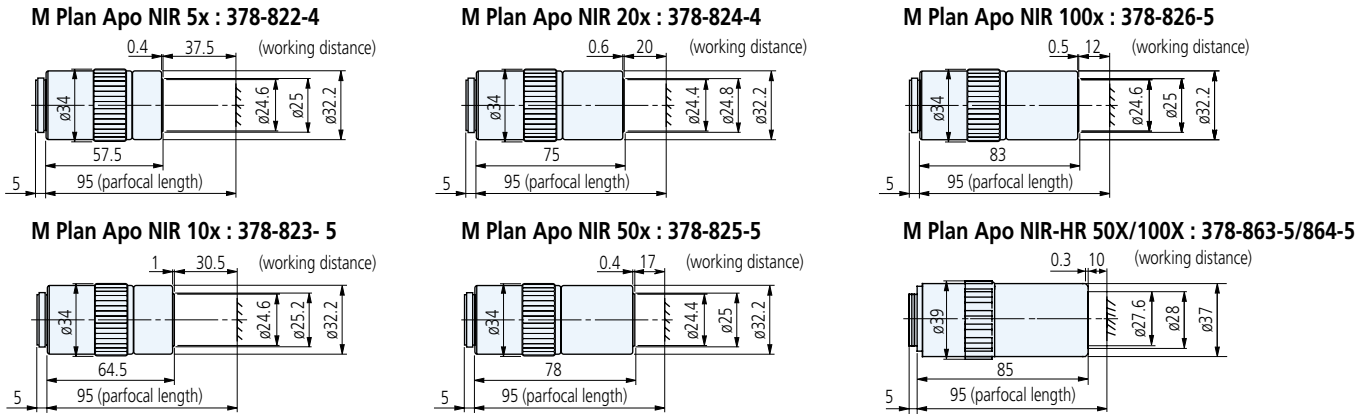 M Plan Apo NIR 5x : 378-822-4
0.4 37.5 (working distance)
ø34 ø24.6 ø25 ø32.2
57.5
5 95 (parfocal length)
M Plan Apo NIR 20x : 378-824-4
0.6 20 (working distance)
ø34 ø24.4 ø24.8 ø32.2
75
5 95 (parfocal length)
M Plan Apo NIR 100x : 378-826-5
0.5 12 (working distance)
ø34 ø24.6 ø25 ø32.2
83
5 95 (parfocal length)
M Plan Apo NIR 10x : 378-823- 5
1 30.5 (working distance)
ø34 ø24.6 ø25.2 ø32.2
64.5
5 95 (parfocal length)
M Plan Apo NIR 50x : 378-825-5
0.4 17 (working distance)
ø34 ø24.4 ø25 ø32.2
78
5 95 (parfocal length)
M Plan Apo NIR-HR 50X/100X : 378-863-5/864-5
0.3 10 (working distance)
ø39 ø27.6 ø28 ø37
85
5 95 (parfocal length)